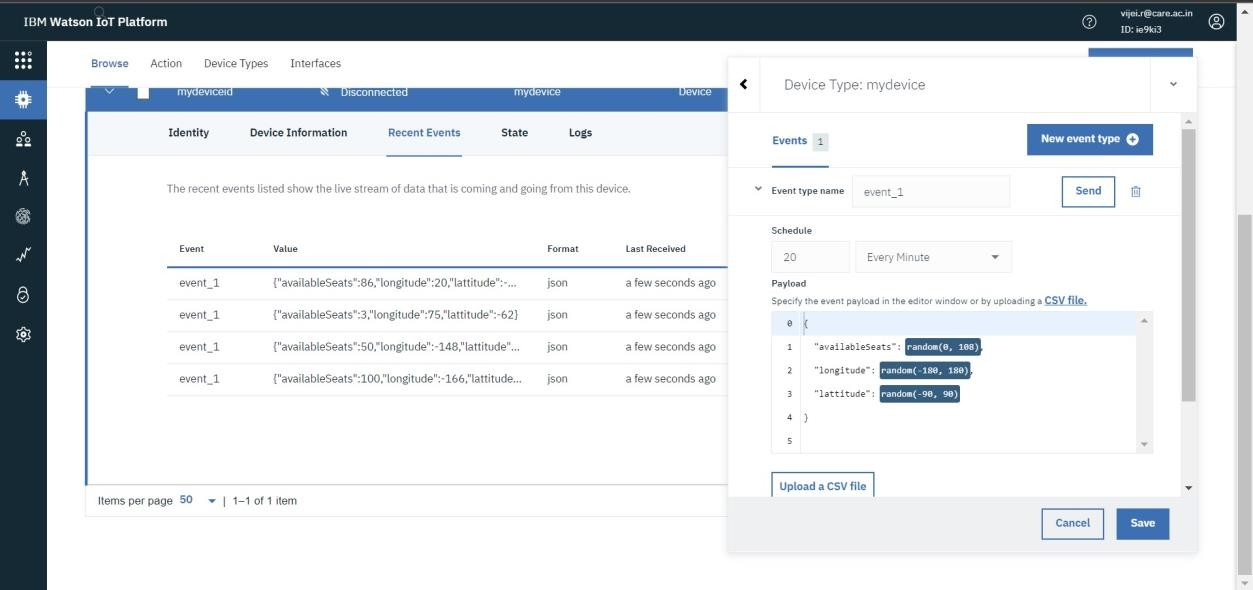 IBM Watson IoT Platform
vijei.r@care.ac.in
ID: ie9ki3
Browse Action Device Types Interfaces
mydeviceid Disconnected mydevice Device
Identity Device Information Recent Events State Logs
The recent events listed show the live stream of data that is coming and going from this device.
Event Value Format Last Received
event_1 {"availableSeats":86,"longitude":20,"lattitude":-... json a few seconds ago
event_1 {"availableSeats":3,"longitude":75,"lattitude":-62} json a few seconds ago
event_1 {"availableSeats":50,"longitude":-148,"lattitude"... json a few seconds ago
event_1 {"availableSeats":100,"longitude":-166,"lattitude... json a few seconds ago
Items per page 50 | 1–1 of 1 item
Device Type: mydevice
Events 1
New event type
Event type name event_1 Send
Schedule
20 Every Minute
Payload
Specify the event payload in the editor window or by uploading a CSV file.
0 {
1 "availableSeats": random(0, 108),
2 "longitude": random(-180, 180),
3 "lattitude": random(-90, 90)
4 }
5
Upload a CSV file
Cancel Save